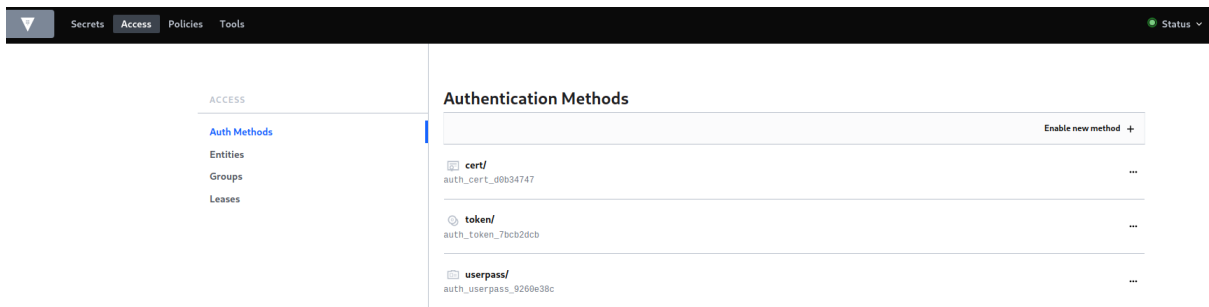 Secrets Access Policies Tools Status
ACCESS
Auth Methods
Entities
Groups
Leases
Authentication Methods
Enable new method +
cert/
auth_cert_d0b34747
token/
auth_token_7bcb2dcb
userpass/
auth_userpass_9260e38c